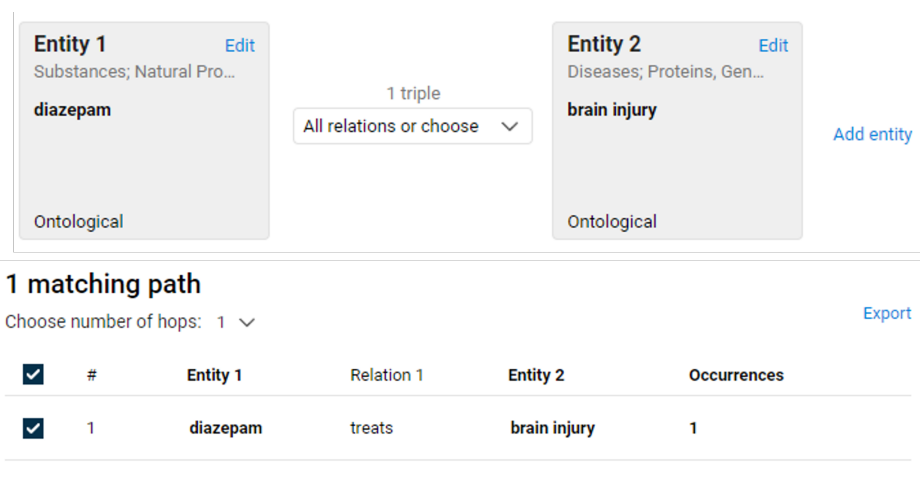 Entity 1
Edit
Substances; Natural Pro...
diazepam
Ontological
1 triple
All relations or choose
Entity 2
Edit
Diseases; Proteins, Gen...
brain injury
Ontological
Add entity
1 matching path
Choose number of hops: 1
Export
# Entity 1 Relation 1 Entity 2 Occurrences
1 diazepam treats brain injury 1